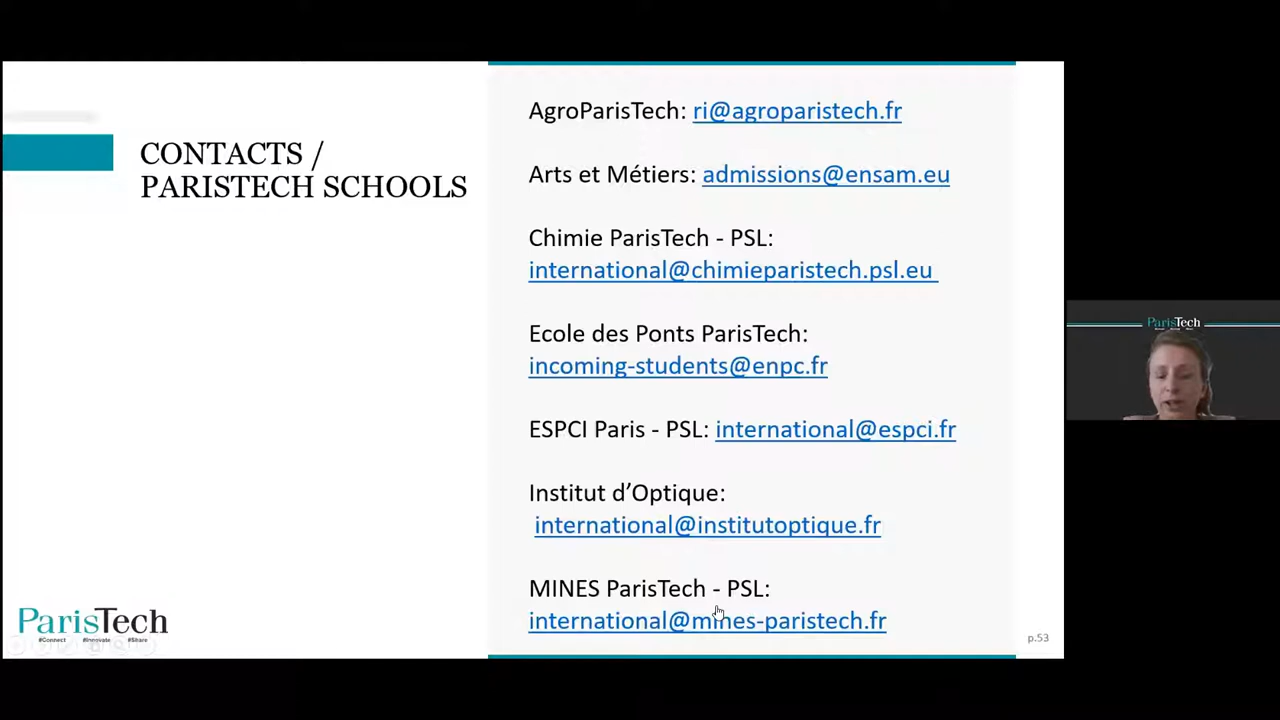 CONTACTS /
PARISTECH SCHOOLS
AgroParisTech: ri@agroparistech.fr
Arts et Métiers: admissions@ensam.eu
Chimie ParisTech - PSL:
international@chimieparistech.psl.eu
Ecole des Ponts ParisTech:
incoming-students@enpc.fr
ESPCI Paris - PSL: international@espci.fr
Institut d’Optique:
international@institutoptique.fr
MINES ParisTech - PSL:
international@mines-paristech.fr
ParisTech
#Connect #Innovate #Share
p.53
ParisTech